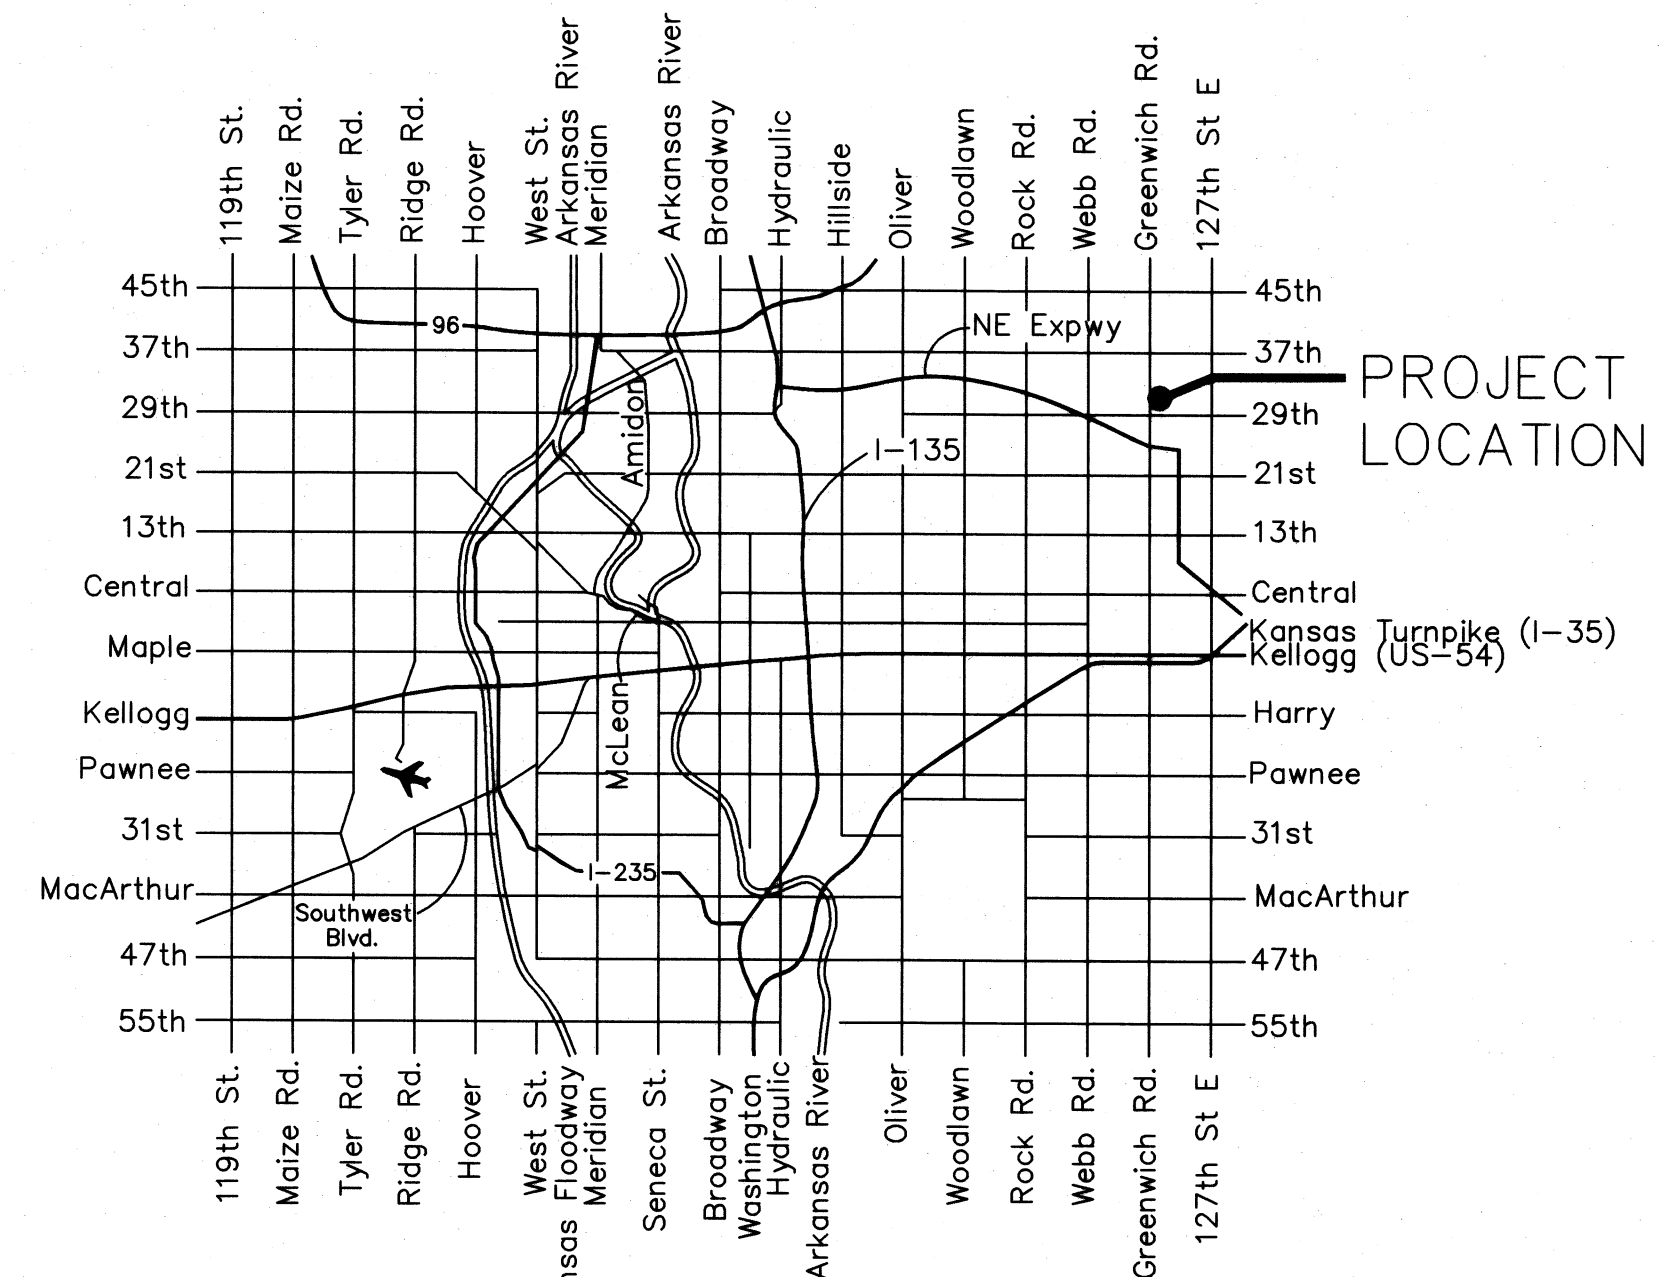 119th St.
Maize Rd.
Tyler Rd.
Ridge Rd.
Hoover
West St.
Arkansas River
Meridian
Arkansas River
Broadway
Hydraulic
Hillside
Oliver
Woodlawn
Rock Rd.
Webb Rd.
Greenwich Rd.
127th St E
45th
45th
96
NE Expwy
37th
37th
PROJECT
LOCATION
29th
29th
Amidon
I-135
21st
21st
13th
13th
Central
Central
Kansas Turnpike (I-35)
Maple
Kellogg (US-54)
Kellogg
McLean
Harry
Pawnee
Pawnee
31st
31st
I-235
MacArthur
MacArthur
Southwest
Blvd.
47th
47th
55th
55th
119th St.
Maize Rd.
Tyler Rd.
Ridge Rd.
Hoover
West St.
nsas Floodway
Meridian
Seneca St.
Broadway
Washington
Hydraulic
Arkansas River
Oliver
Woodlawn
Rock Rd.
Webb Rd.
Greenwich Rd.
127th St E